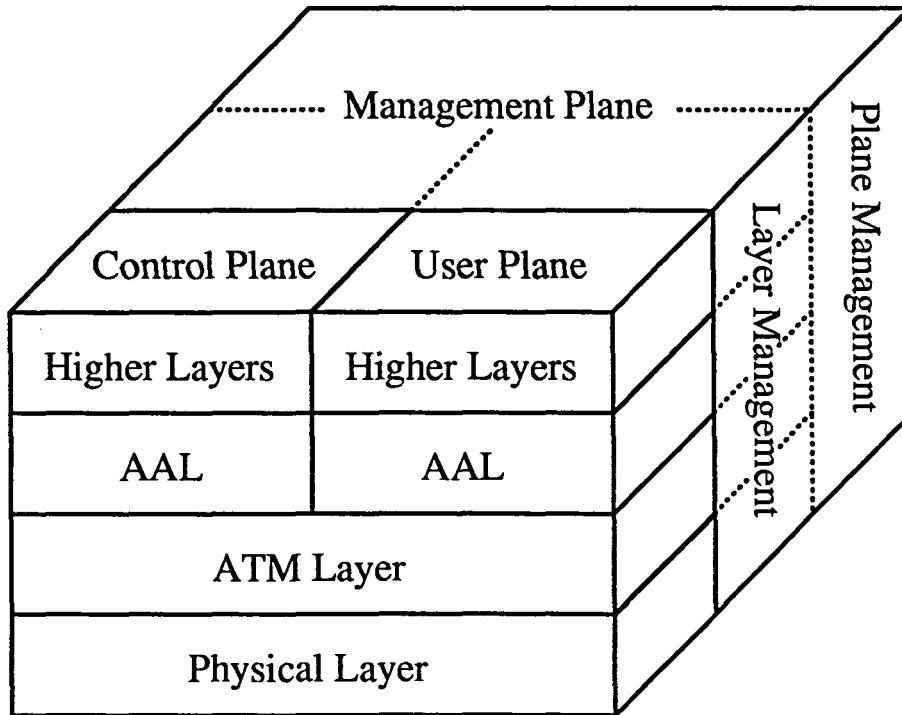 Management Plane
Plane Management
Layer Management
Control Plane
User Plane
Higher Layers
Higher Layers
AAL
AAL
ATM Layer
Physical Layer